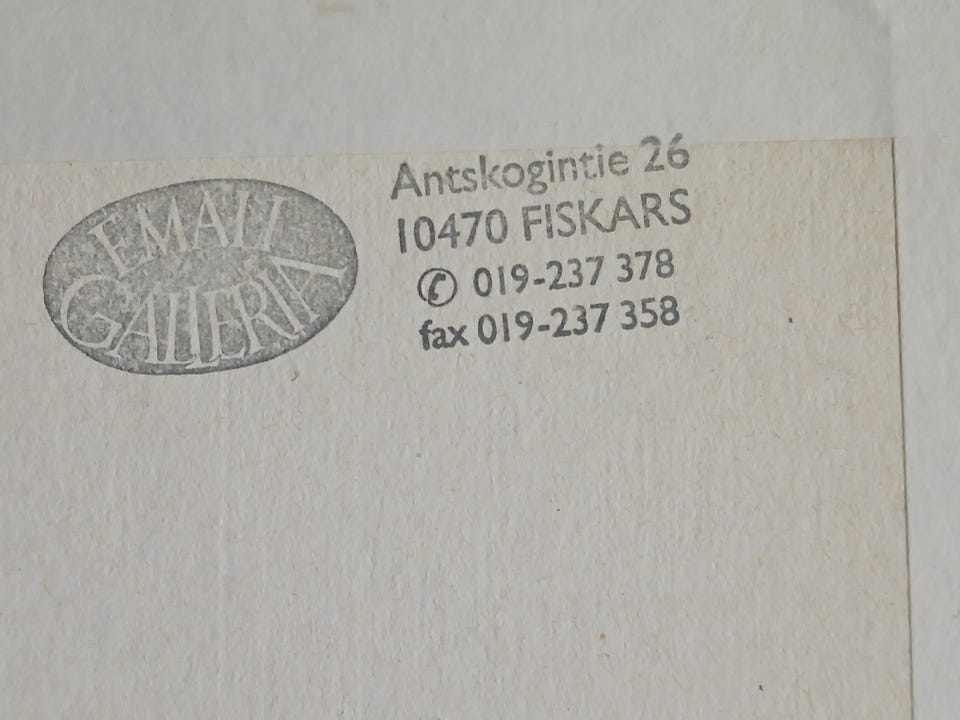 EMALI
GALLERIA
Antskogintie 26
10470 FISKARS
✆ 019-237 378
fax 019-237 358